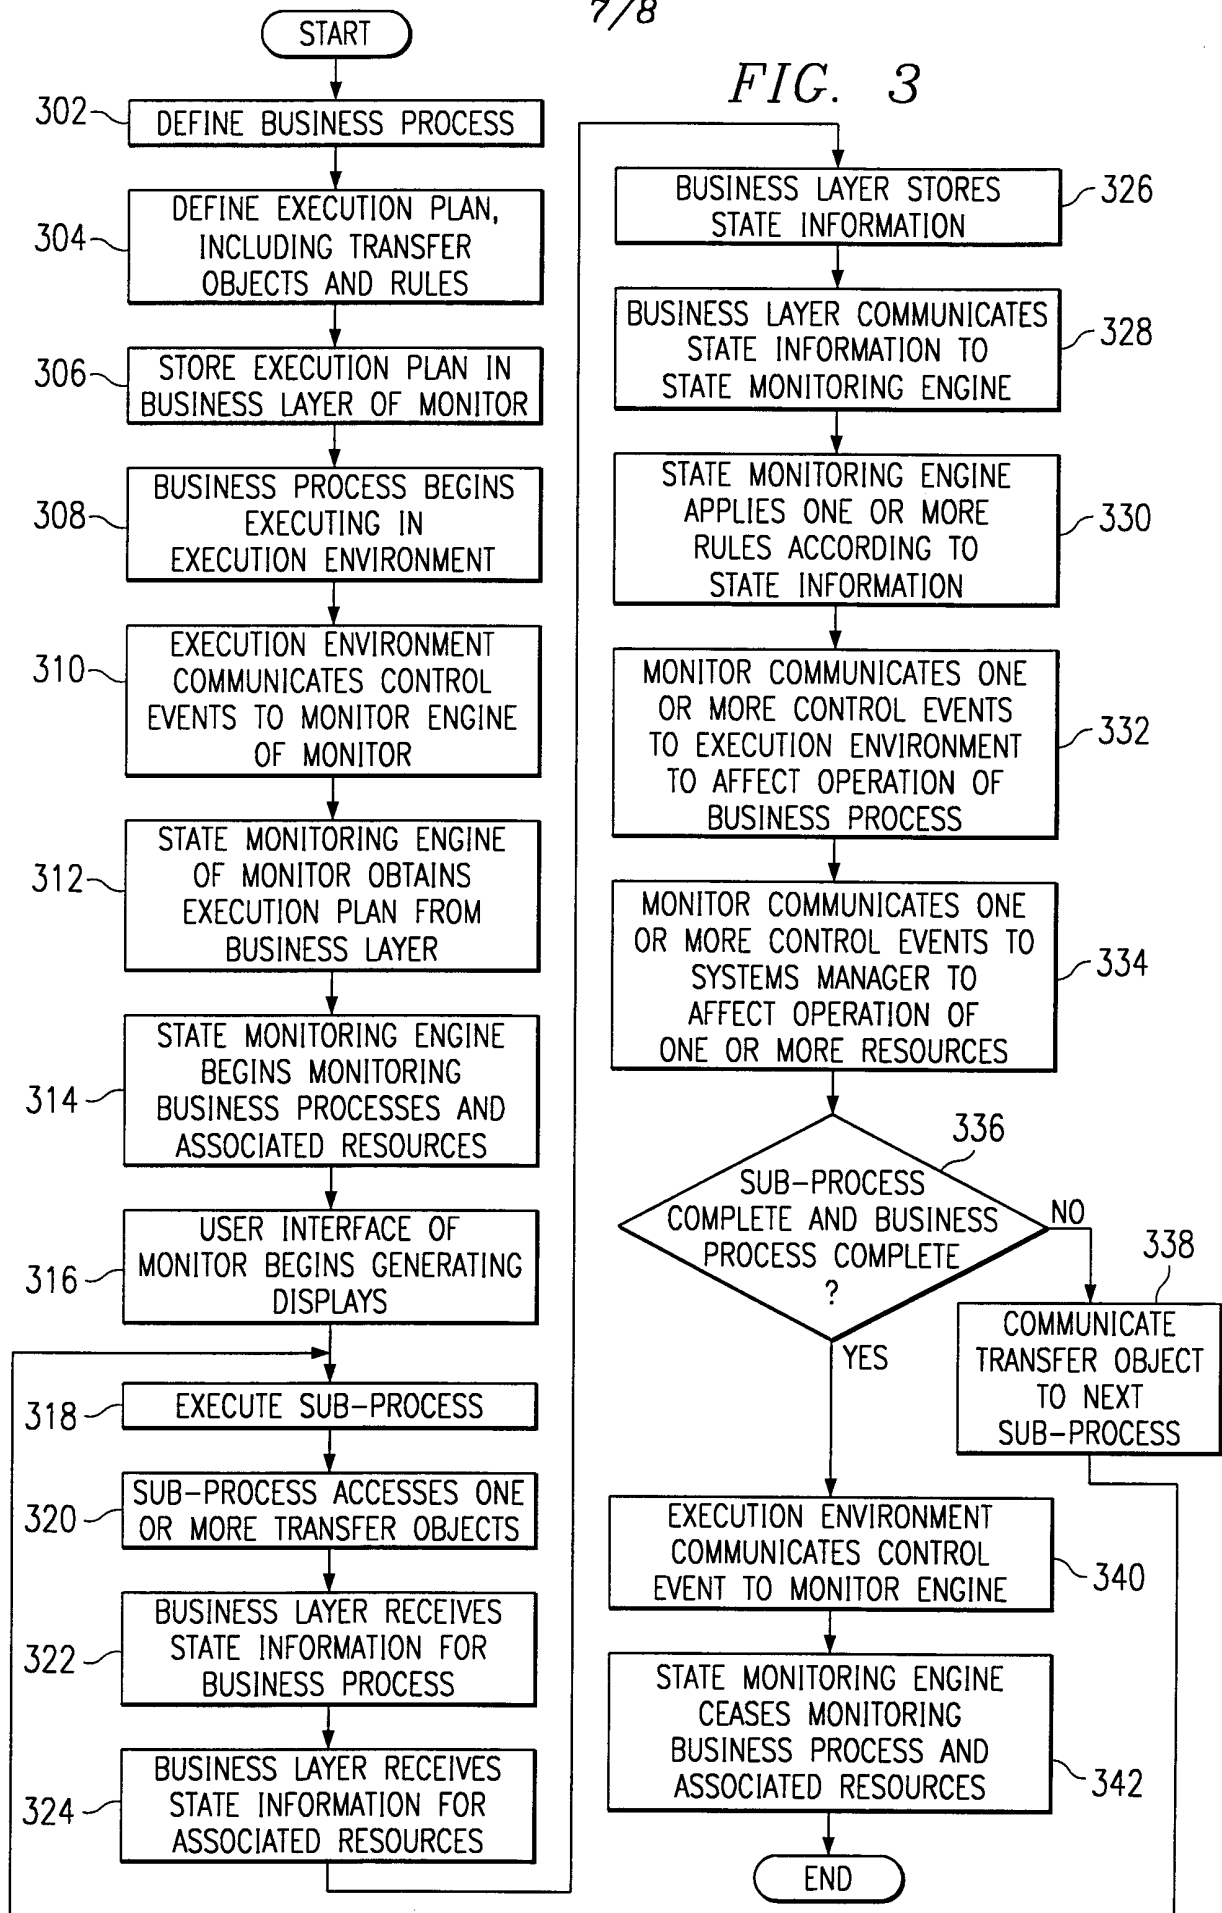 7/8
FIG. 3
START
302
DEFINE BUSINESS PROCESS
304
DEFINE EXECUTION PLAN,
INCLUDING TRANSFER
OBJECTS AND RULES
306
STORE EXECUTION PLAN IN
BUSINESS LAYER OF MONITOR
308
BUSINESS PROCESS BEGINS
EXECUTING IN
EXECUTION ENVIRONMENT
310
EXECUTION ENVIRONMENT
COMMUNICATES CONTROL
EVENTS TO MONITOR ENGINE
OF MONITOR
312
STATE MONITORING ENGINE
OF MONITOR OBTAINS
EXECUTION PLAN FROM
BUSINESS LAYER
314
STATE MONITORING ENGINE
BEGINS MONITORING
BUSINESS PROCESSES AND
ASSOCIATED RESOURCES
316
USER INTERFACE OF
MONITOR BEGINS GENERATING
DISPLAYS
318
EXECUTE SUB-PROCESS
320
SUB-PROCESS ACCESSES ONE
OR MORE TRANSFER OBJECTS
322
BUSINESS LAYER RECEIVES
STATE INFORMATION FOR
BUSINESS PROCESS
324
BUSINESS LAYER RECEIVES
STATE INFORMATION FOR
ASSOCIATED RESOURCES
BUSINESS LAYER STORES
STATE INFORMATION
326
BUSINESS LAYER COMMUNICATES
STATE INFORMATION TO
STATE MONITORING ENGINE
328
STATE MONITORING ENGINE
APPLIES ONE OR MORE
RULES ACCORDING TO
STATE INFORMATION
330
MONITOR COMMUNICATES ONE
OR MORE CONTROL EVENTS
TO EXECUTION ENVIRONMENT
TO AFFECT OPERATION OF
BUSINESS PROCESS
332
MONITOR COMMUNICATES ONE
OR MORE CONTROL EVENTS TO
SYSTEMS MANAGER TO
AFFECT OPERATION OF
ONE OR MORE RESOURCES
334
336
SUB-PROCESS
COMPLETE AND BUSINESS
PROCESS COMPLETE
?
NO
YES
338
COMMUNICATE
TRANSFER OBJECT
TO NEXT
SUB-PROCESS
EXECUTION ENVIRONMENT
COMMUNICATES CONTROL
EVENT TO MONITOR ENGINE
340
STATE MONITORING ENGINE
CEASES MONITORING
BUSINESS PROCESS AND
ASSOCIATED RESOURCES
342
END